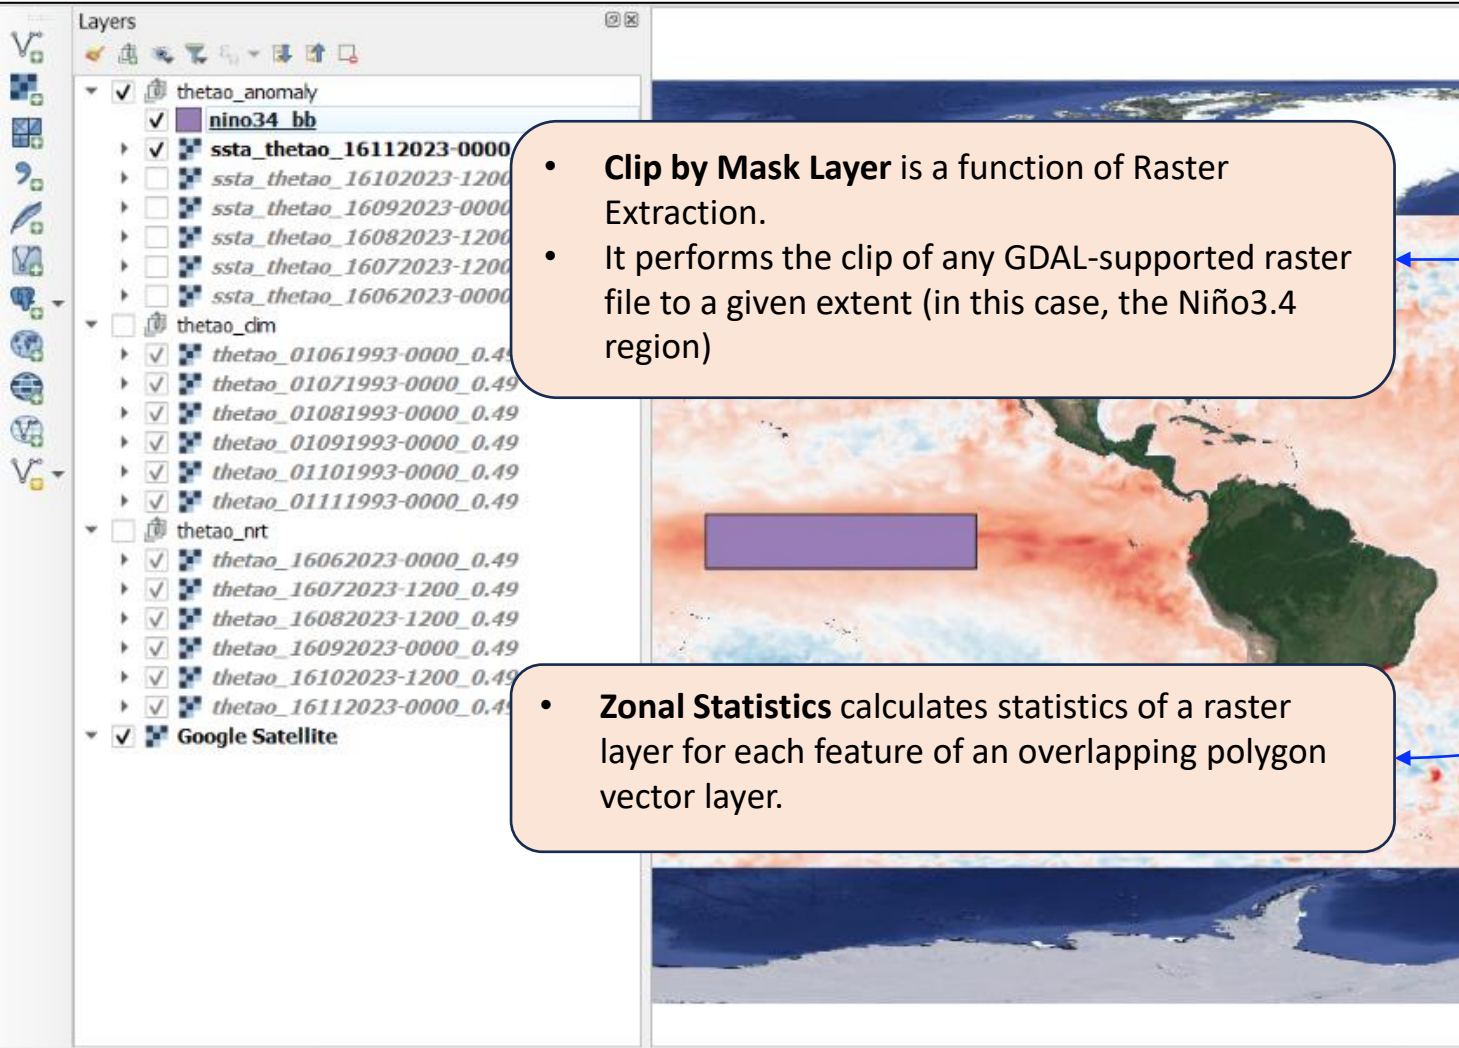 Layers
thetao_anomaly
nino34_bb
ssta_thetao_16112023-0000
ssta_thetao_16102023-1200
ssta_thetao_16092023-0000
ssta_thetao_16082023-1200
ssta_thetao_16072023-1200
ssta_thetao_16062023-0000
thetao_clim
thetao_01061993-0000_0.49
thetao_01071993-0000_0.49
thetao_01081993-0000_0.49
thetao_01091993-0000_0.49
thetao_01101993-0000_0.49
thetao_01111993-0000_0.49
thetao_nrt
thetao_16062023-0000_0.49
thetao_16072023-1200_0.49
thetao_16082023-1200_0.49
thetao_16092023-0000_0.49
thetao_16102023-1200_0.49
thetao_16112023-0000_0.49
Google Satellite
• Clip by Mask Layer is a function of Raster
Extraction.
• It performs the clip of any GDAL-supported raster
file to a given extent (in this case, the Niño3.4
region)
• Zonal Statistics calculates statistics of a raster
layer for each feature of an overlapping polygon
vector layer.